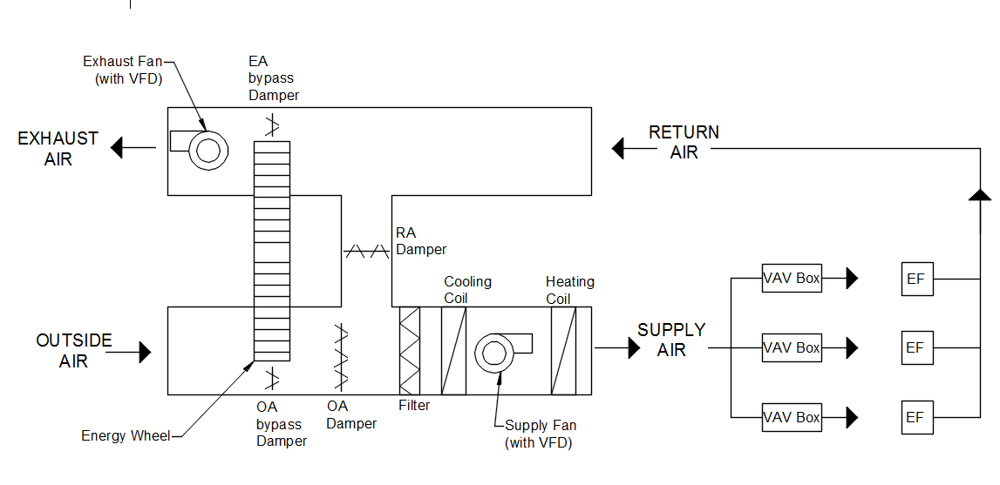 Exhaust Fan
(with VFD)
EA
bypass
Damper
EXHAUST
AIR
RETURN
AIR
RA
Damper
Cooling
Coil
Heating
Coil
VAV Box
EF
OUTSIDE
AIR
SUPPLY
AIR
VAV Box
EF
VAV Box
EF
OA
bypass
Damper
OA
Damper
Filter
Energy Wheel
Supply Fan
(with VFD)